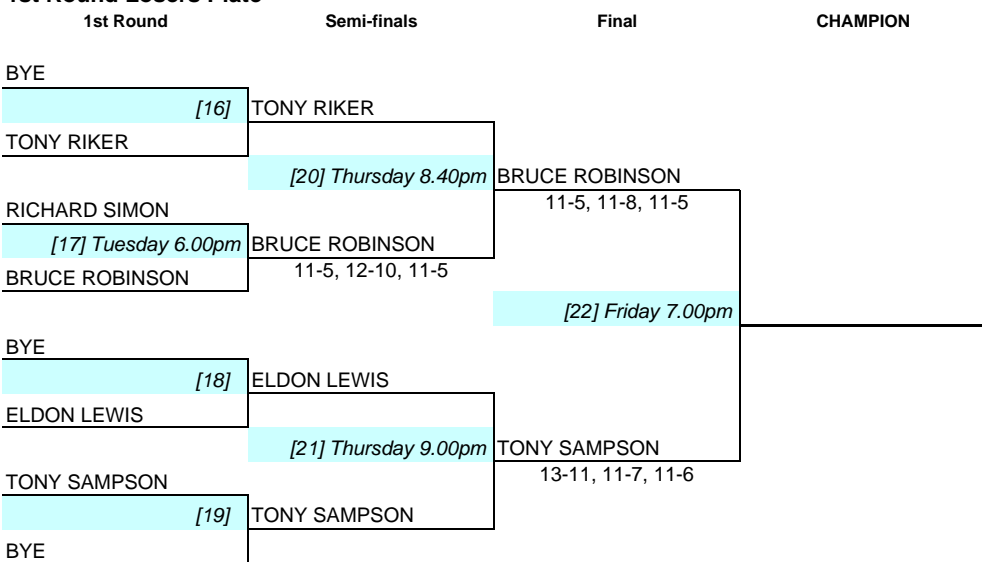 1st Round Losers Plate
1st Round Semi-finals Final CHAMPION
BYE
[16] TONY RIKER
TONY RIKER
[20] Thursday 8.40pm BRUCE ROBINSON
RICHARD SIMON 11-5, 11-8, 11-5
[17] Tuesday 6.00pm BRUCE ROBINSON
BRUCE ROBINSON 11-5, 12-10, 11-5
[22] Friday 7.00pm
BYE
[18] ELDON LEWIS
ELDON LEWIS
[21] Thursday 9.00pm TONY SAMPSON
TONY SAMPSON 13-11, 11-7, 11-6
[19] TONY SAMPSON
BYE